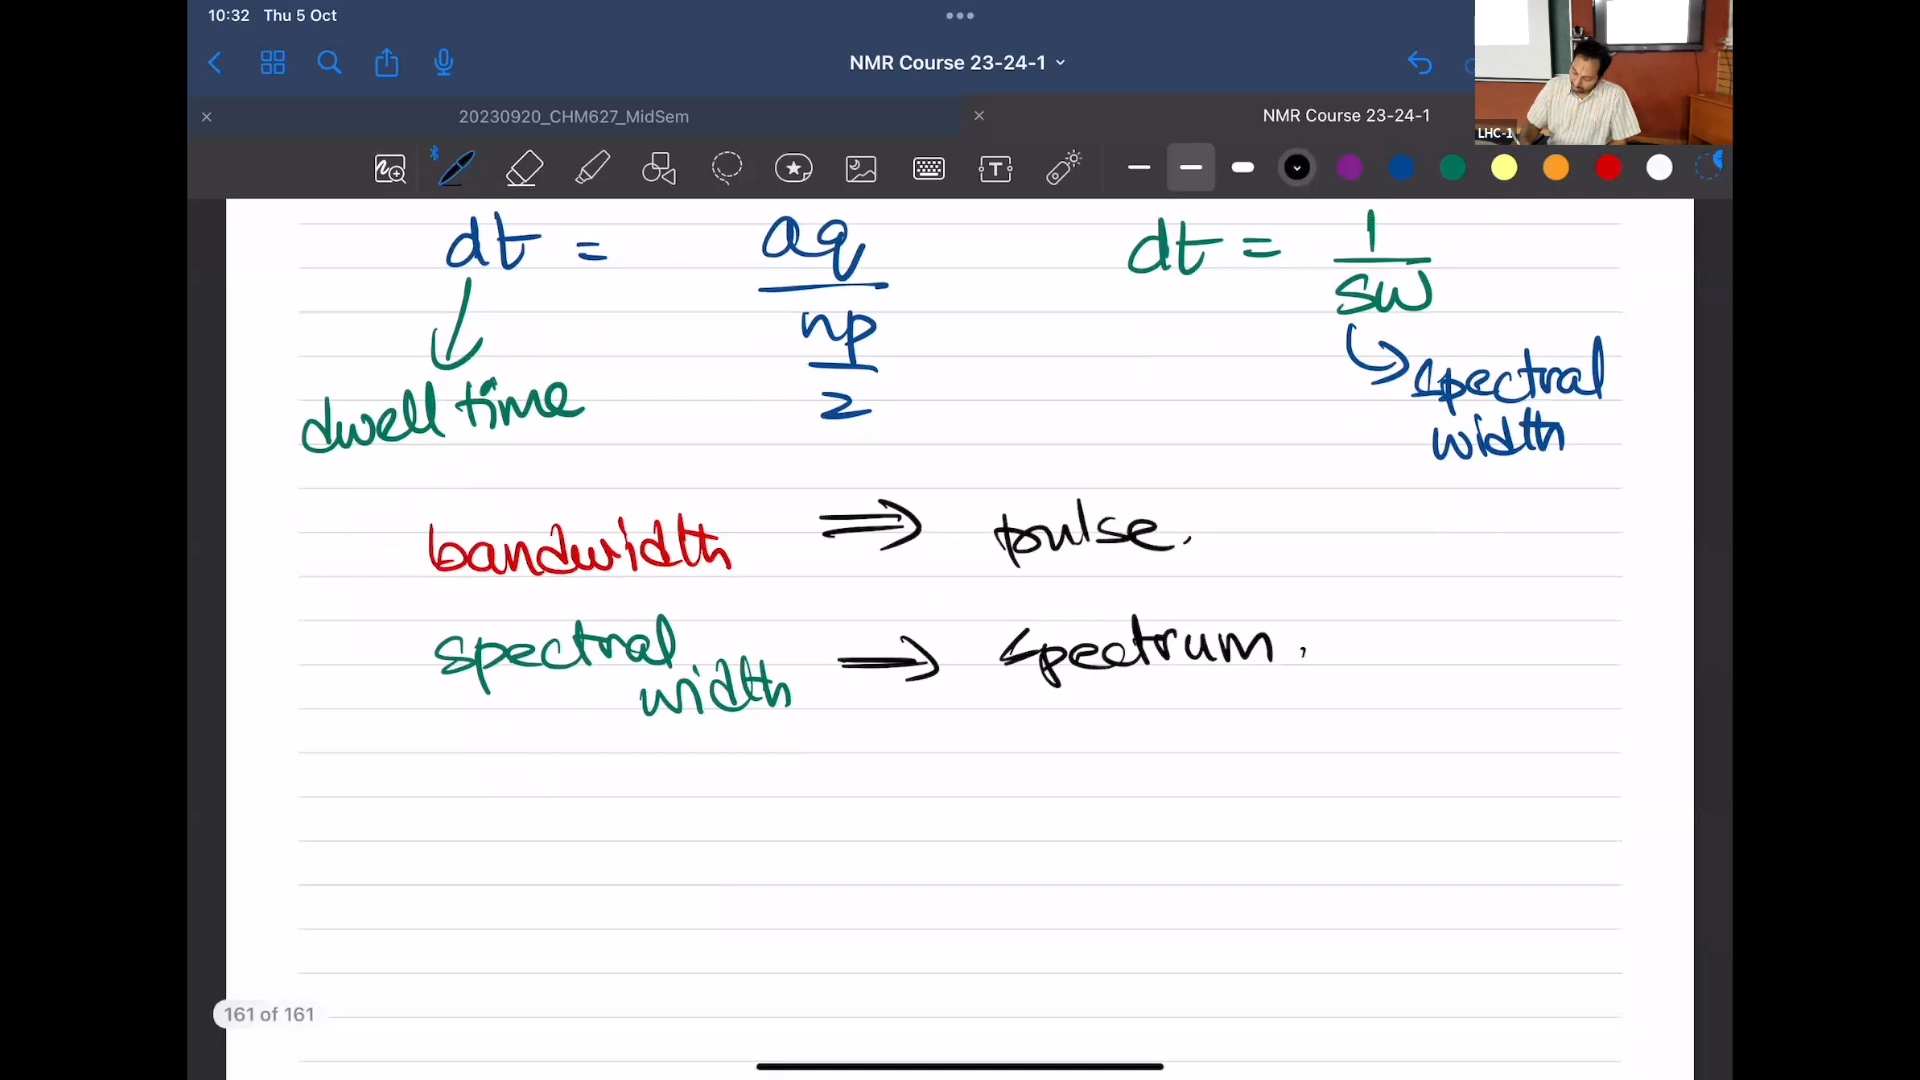 10:32 Thu 5 Oct
NMR Course 23-24-1
20230920_CHM627_MidSem
NMR Course 23-24-1
LHC-1
dt = aq / np / 2
dt = 1 / sw
dwell time
spectral
width
bandwidth ⇒ pulse.
spectral
width → spectrum.
161 of 161